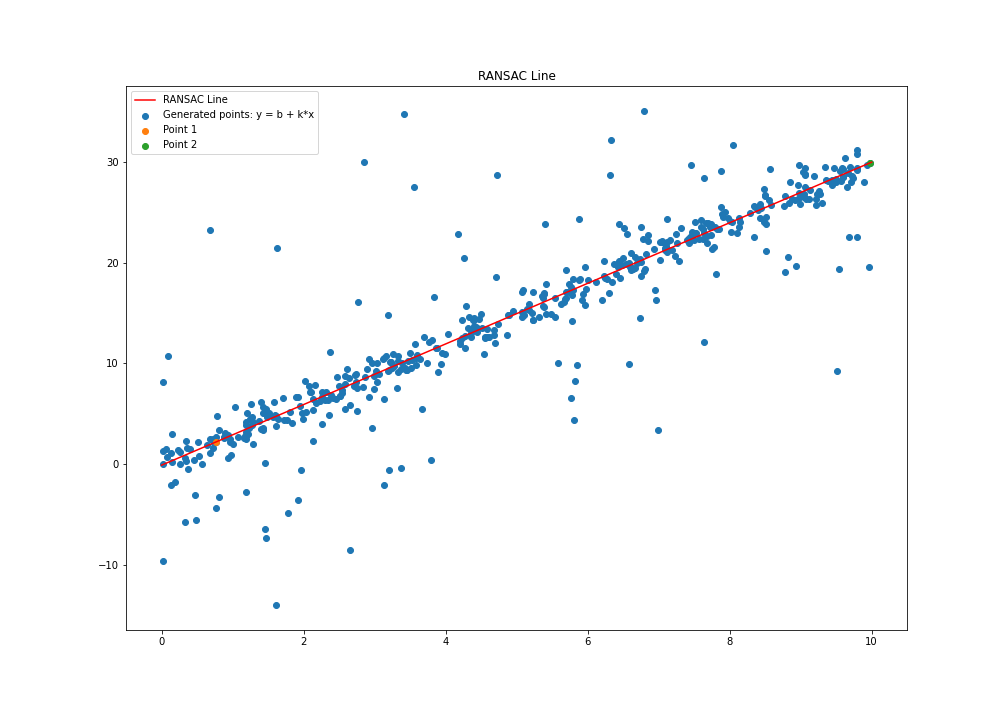 RANSAC Line
RANSAC Line
Generated points: y = b + k*x
Point 1
Point 2
30
20
10
0
−10
0 2 4 6 8 10